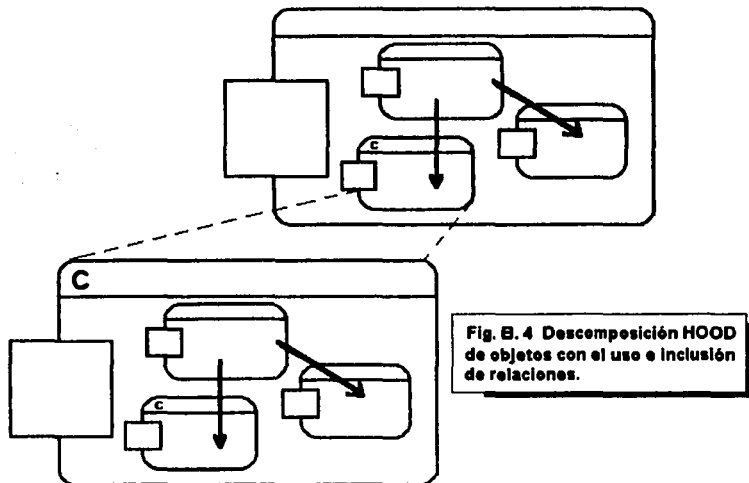 C
C
Fig. B. 4 Descomposición HOOD
de objetos con el uso e inclusión
de relaciones.
C